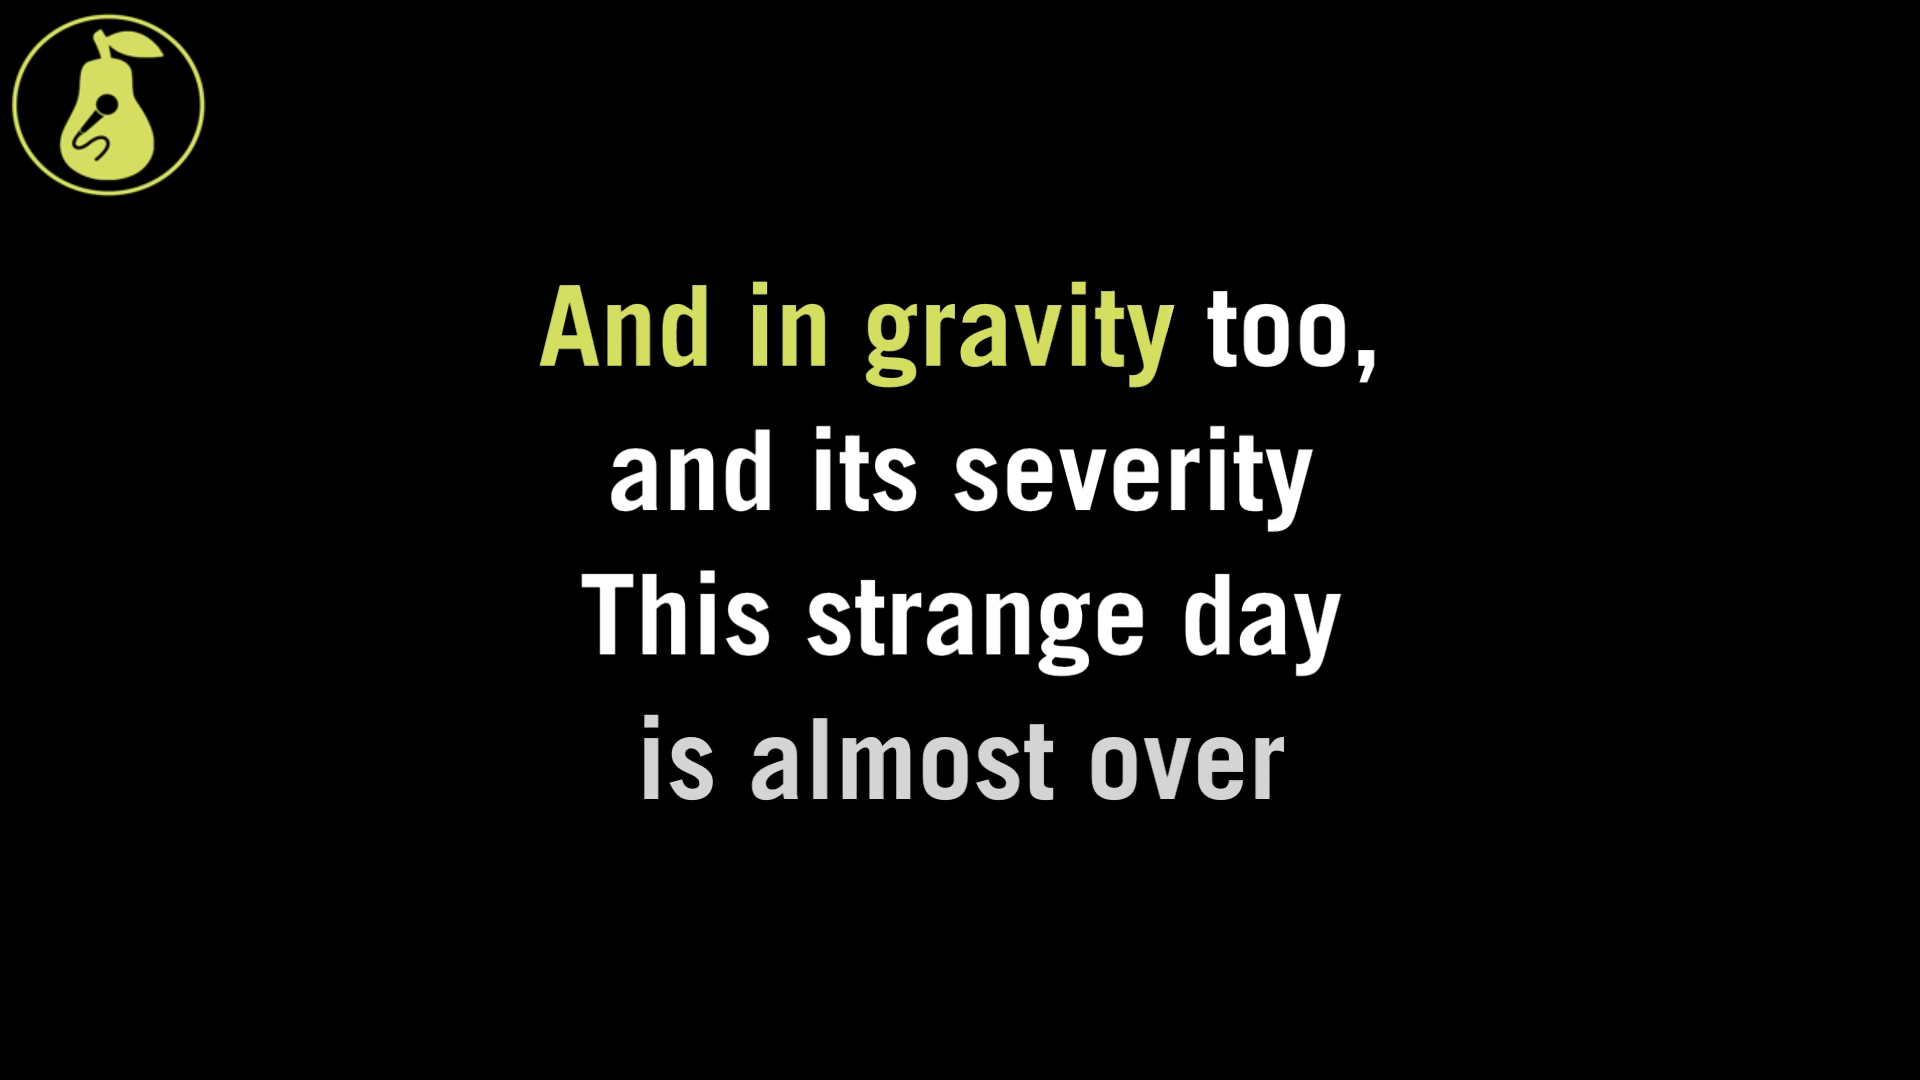 And in gravity too,
and its severity
This strange day
is almost over